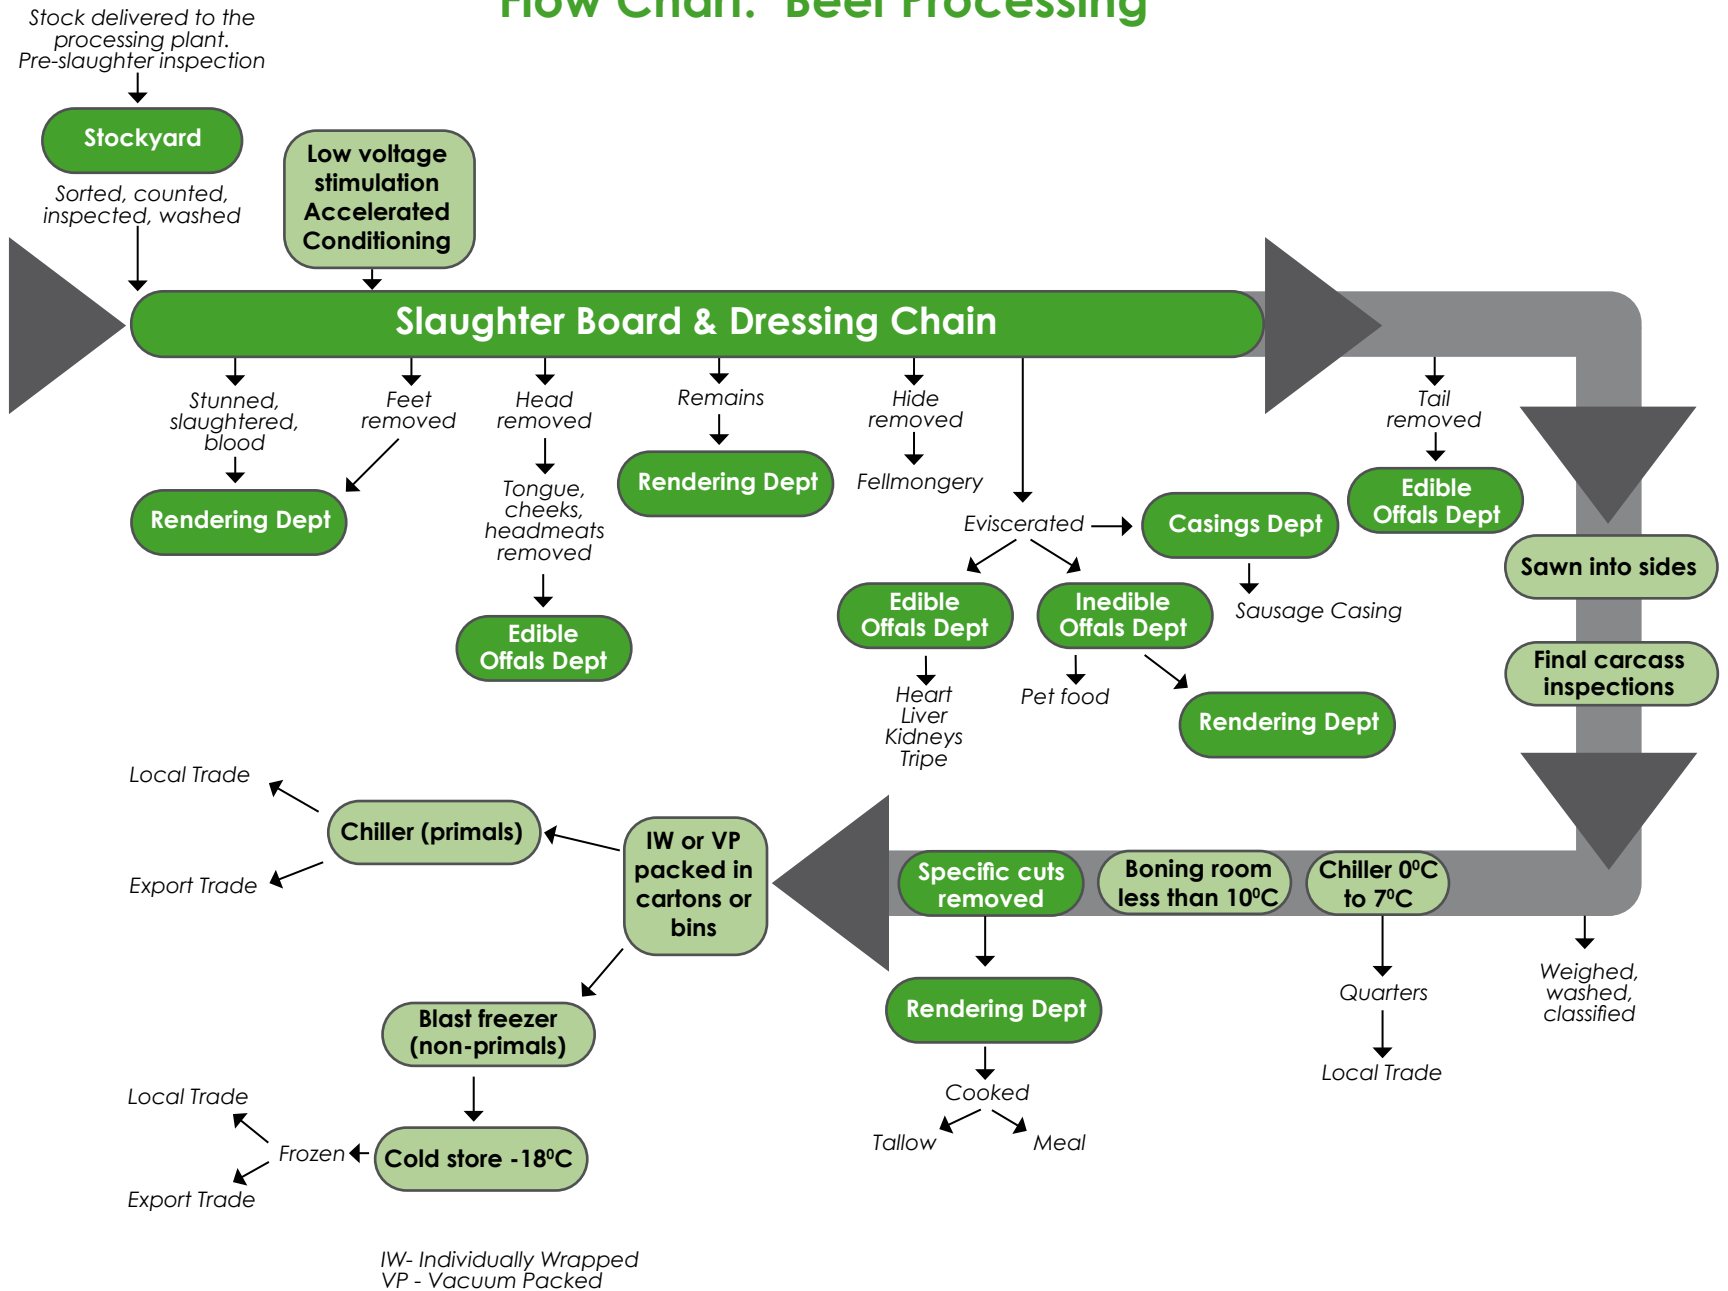 Flow Chart: Beef Processing
Stock delivered to the
processing plant.
Pre-slaughter inspection
Stockyard
Sorted, counted,
inspected, washed
Low voltage
stimulation
Accelerated
Conditioning
Slaughter Board & Dressing Chain
Stunned,
slaughtered,
blood
Rendering Dept
Feet
removed
Head
removed
Tongue,
cheeks,
headmeats
removed
Edible
Offals Dept
Remains
Rendering Dept
Hide
removed
Fellmongery
Eviscerated
Casings Dept
Sausage Casing
Edible
Offals Dept
Heart
Liver
Kidneys
Tripe
Inedible
Offals Dept
Pet food
Rendering Dept
Tail
removed
Edible
Offals Dept
Sawn into sides
Final carcass
inspections
Weighed,
washed,
classified
Chiller 0⁰C
to 7⁰C
Quarters
Local Trade
Boning room
less than 10⁰C
Specific cuts
removed
Rendering Dept
Cooked
Tallow
Meal
IW or VP
packed in
cartons or
bins
Chiller (primals)
Local Trade
Export Trade
Blast freezer
(non-primals)
Cold store -18⁰C
Frozen
Local Trade
Export Trade
IW- Individually Wrapped
VP - Vacuum Packed